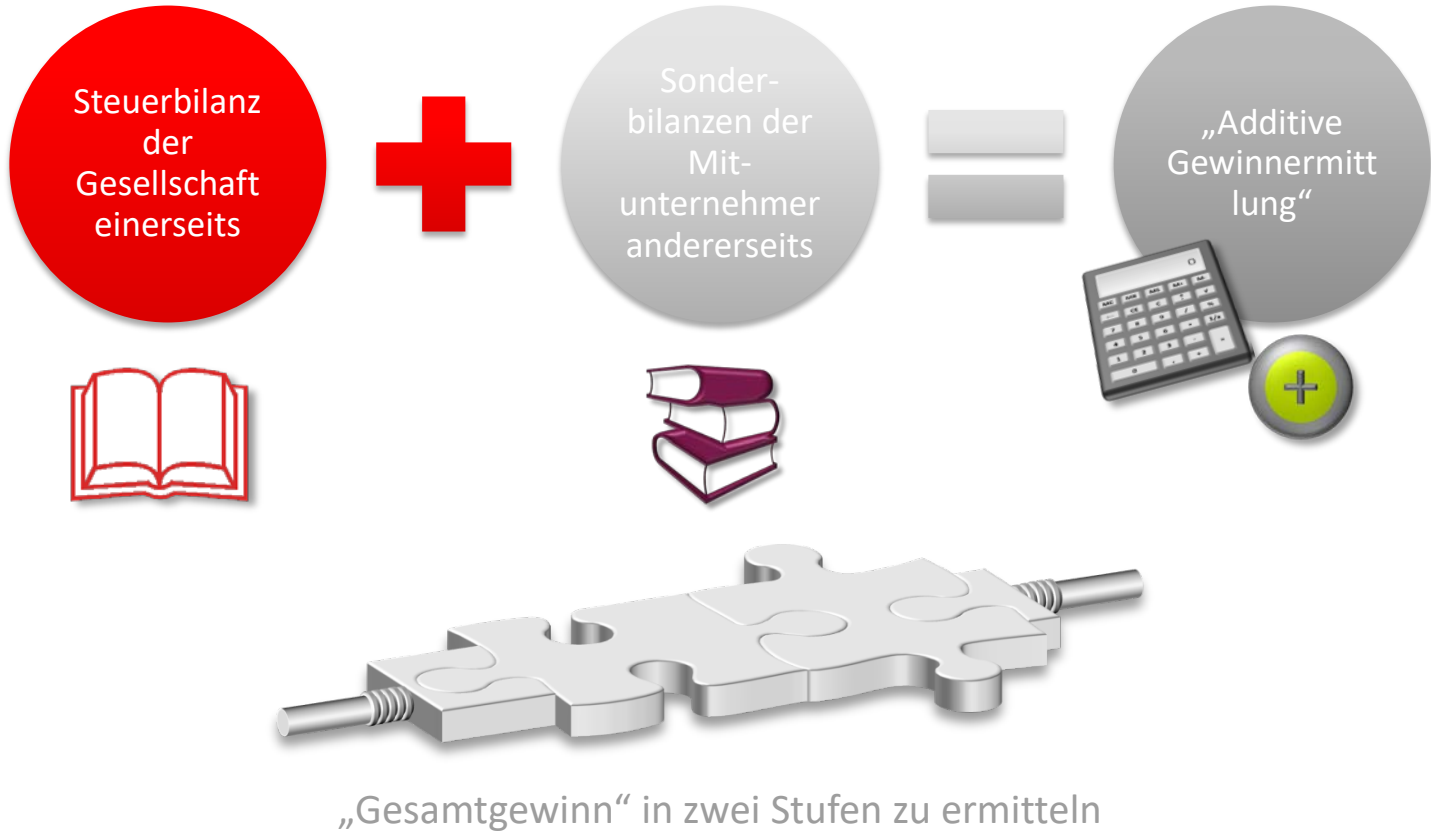 Steuerbilanz
der
Gesellschaft
einerseits
Sonder-
bilanzen der
Mit-
unternehmer
andererseits
„Additive
Gewinnermitt
lung“
„Gesamtgewinn“ in zwei Stufen zu ermitteln